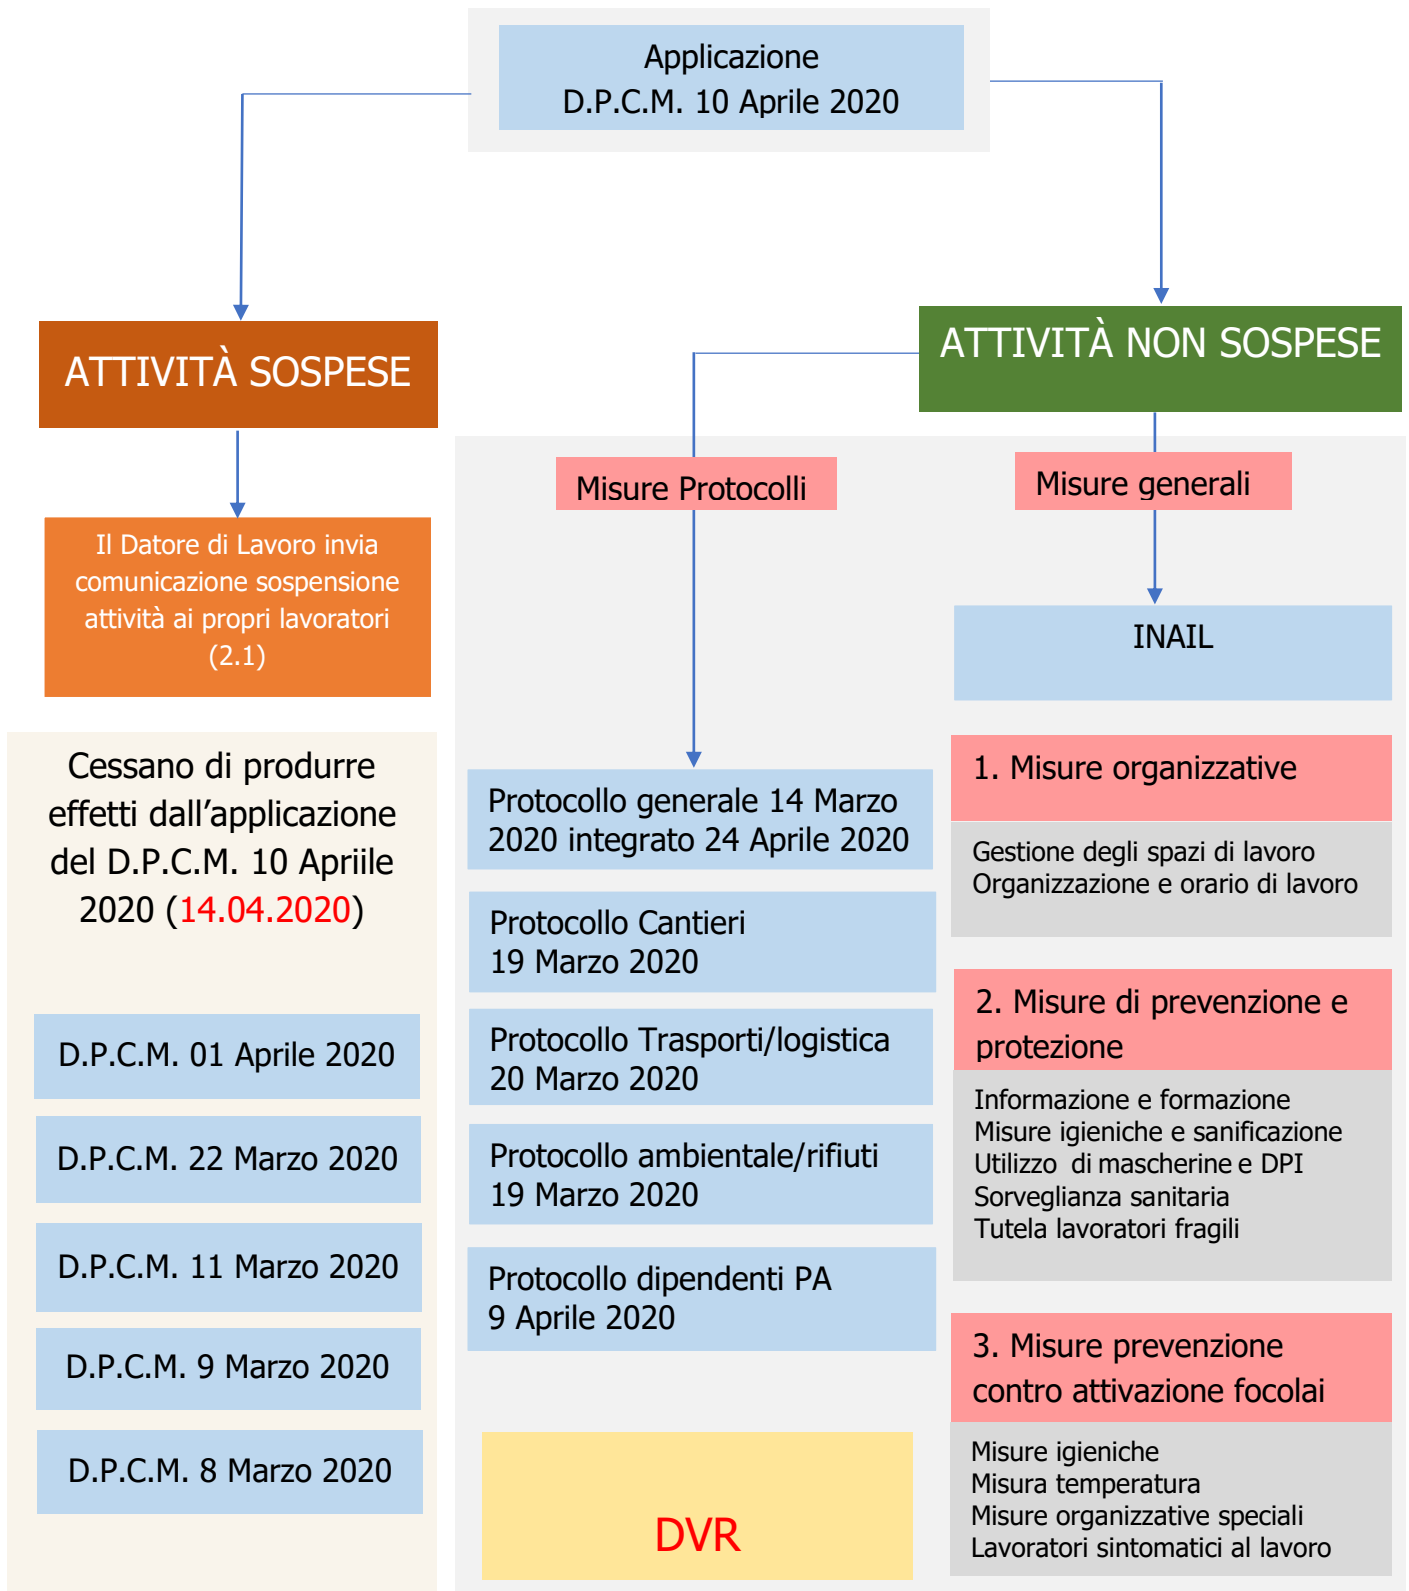 Applicazione
D.P.C.M. 10 Aprile 2020
ATTIVITÀ SOSPESE
Il Datore di Lavoro invia
comunicazione sospensione
attività ai propri lavoratori
(2.1)
Cessano di produrre
effetti dall’applicazione
del D.P.C.M. 10 Apriile
2020 (14.04.2020)
D.P.C.M. 01 Aprile 2020
D.P.C.M. 22 Marzo 2020
D.P.C.M. 11 Marzo 2020
D.P.C.M. 9 Marzo 2020
D.P.C.M. 8 Marzo 2020
ATTIVITÀ NON SOSPESE
Misure Protocolli
Protocollo generale 14 Marzo
2020 integrato 24 Aprile 2020
Protocollo Cantieri
19 Marzo 2020
Protocollo Trasporti/logistica
20 Marzo 2020
Protocollo ambientale/rifiuti
19 Marzo 2020
Protocollo dipendenti PA
9 Aprile 2020
DVR
Misure generali
INAIL
1. Misure organizzative
Gestione degli spazi di lavoro
Organizzazione e orario di lavoro
2. Misure di prevenzione e
protezione
Informazione e formazione
Misure igieniche e sanificazione
Utilizzo di mascherine e DPI
Sorveglianza sanitaria
Tutela lavoratori fragili
3. Misure prevenzione
contro attivazione focolai
Misure igieniche
Misura temperatura
Misure organizzative speciali
Lavoratori sintomatici al lavoro